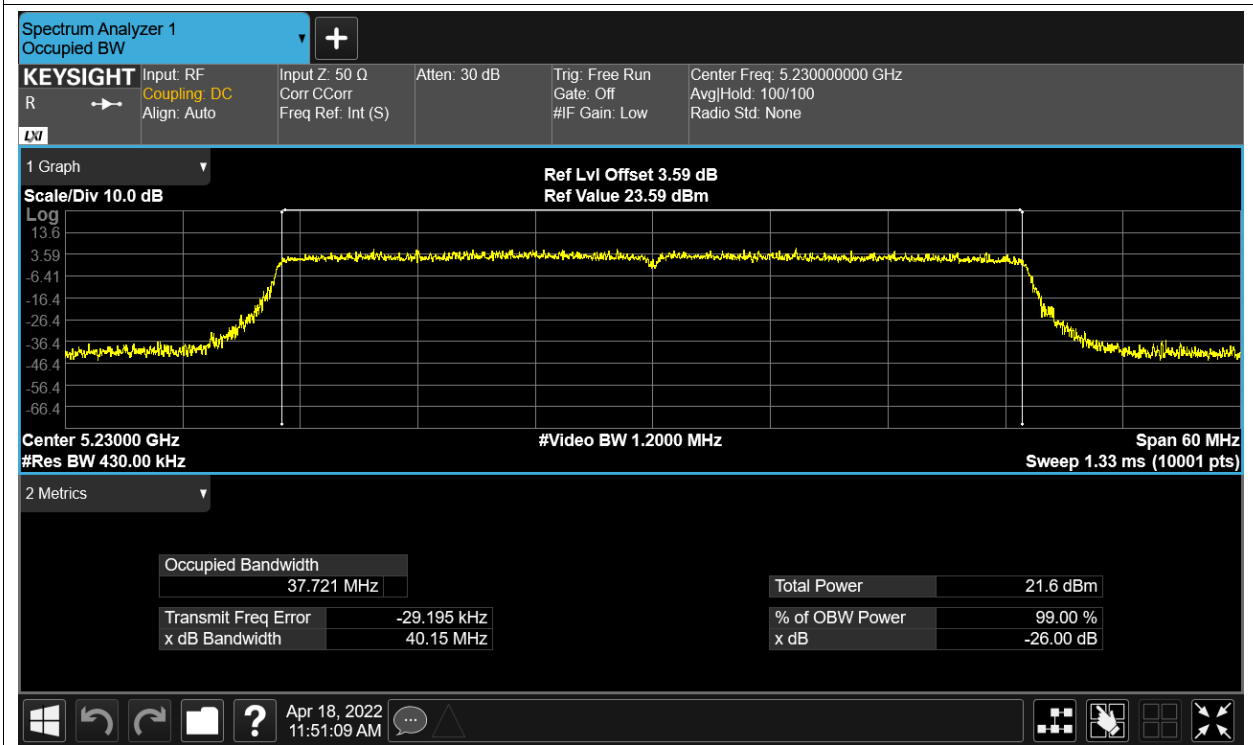 Spectrum Analyzer 1
Occupied BW
KEYSIGHT Input: RF Input Z: 50 Ω Atten: 30 dB Trig: Free Run Center Freq: 5.230000000 GHz
R Coupling: DC Corr CCorr Gate: Off Avg|Hold: 100/100
Align: Auto Freq Ref: Int (S) #IF Gain: Low Radio Std: None
LXI
1 Graph
Ref Lvl Offset 3.59 dB
Scale/Div 10.0 dB Ref Value 23.59 dBm
Log
13.6
3.59
-6.41
-16.4
-26.4
-36.4
-46.4
-56.4
-66.4
Center 5.23000 GHz #Video BW 1.2000 MHz Span 60 MHz
#Res BW 430.00 kHz Sweep 1.33 ms (10001 pts)
2 Metrics
Occupied Bandwidth
37.721 MHz Total Power 21.6 dBm
Transmit Freq Error -29.195 kHz % of OBW Power 99.00 %
x dB Bandwidth 40.15 MHz x dB -26.00 dB
? Apr 18, 2022
11:51:09 AM